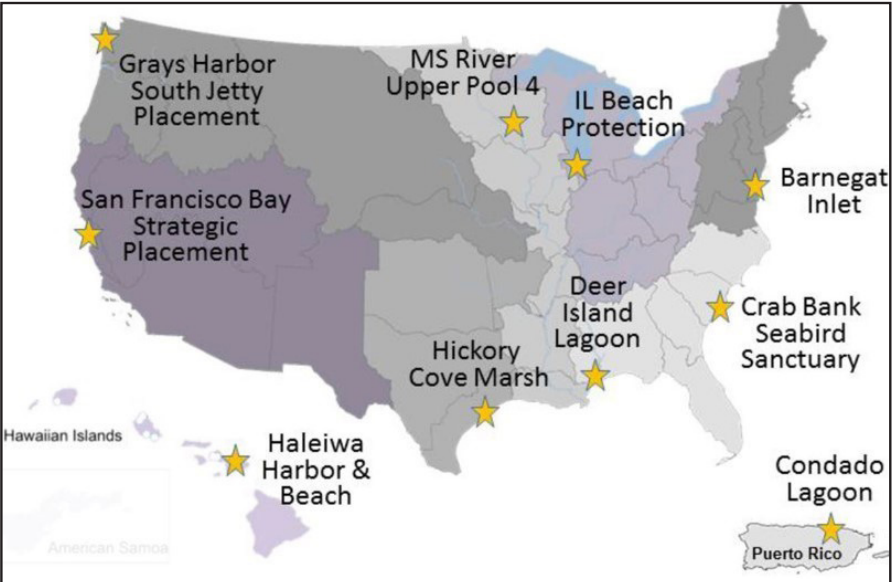 Grays Harbor
South Jetty
Placement
MS River
Upper Pool 4
IL Beach
Protection
Barnegat
Inlet
San Francisco Bay
Strategic
Placement
Deer
Island
Lagoon
Crab Bank
Seabird
Sanctuary
Hickory
Cove Marsh
Hawaiian Islands
Haleiwa
Harbor &
Beach
American Samoa
Condado
Lagoon
Puerto Rico